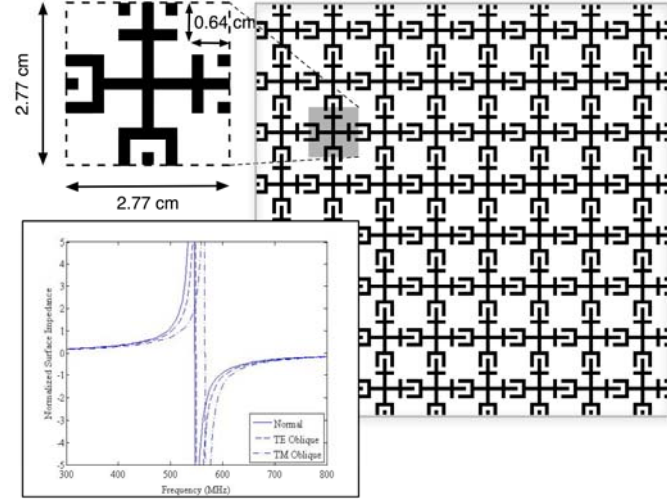 0.64 cm
2.77 cm
2.77 cm
5
4
3
2
1
0
-1
-2
-3
-4
-5
Normalized Surface Impedance
Normal
TE Oblique
TM Oblique
300 400 500 600 700 800
Frequency (MHz)